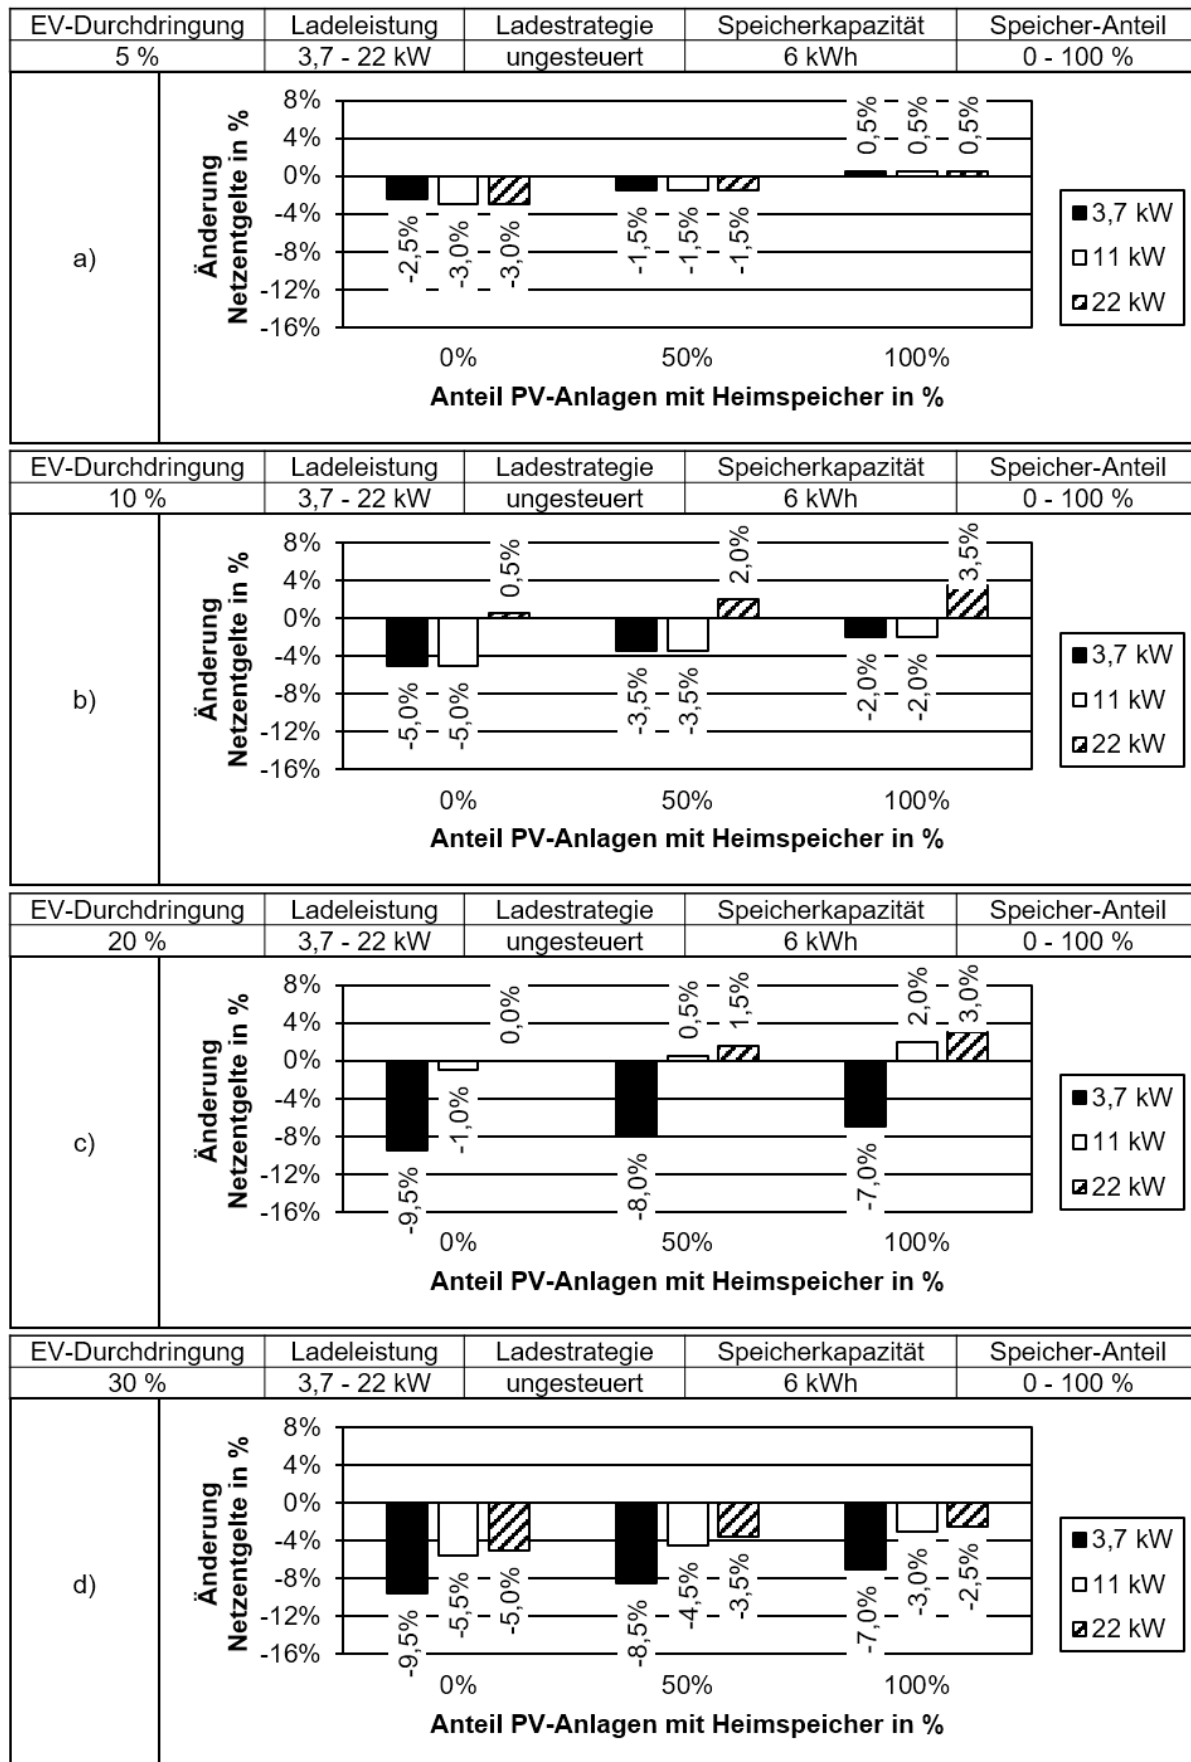 EV-Durchdringung Ladeleistung Ladestrategie Speicherkapazität Speicher-Anteil
5 % 3,7 - 22 kW ungesteuert 6 kWh 0 - 100 %
a)
Änderung
Netzentgelte in %
8%
4%
0%
-4%
-8%
-12%
-16%
-2,5% -3,0% -3,0% -1,5% -1,5% -1,5% 0,5% 0,5% 0,5%
0% 50% 100%
Anteil PV-Anlagen mit Heimspeicher in %
3,7 kW
11 kW
22 kW
EV-Durchdringung Ladeleistung Ladestrategie Speicherkapazität Speicher-Anteil
10 % 3,7 - 22 kW ungesteuert 6 kWh 0 - 100 %
b)
Änderung
Netzentgelte in %
8%
4%
0%
-4%
-8%
-12%
-16%
-5,0% -5,0% 0,5% -3,5% -3,5% 2,0% -2,0% -2,0% 3,5%
0% 50% 100%
Anteil PV-Anlagen mit Heimspeicher in %
3,7 kW
11 kW
22 kW
EV-Durchdringung Ladeleistung Ladestrategie Speicherkapazität Speicher-Anteil
20 % 3,7 - 22 kW ungesteuert 6 kWh 0 - 100 %
c)
Änderung
Netzentgelte in %
8%
4%
0%
-4%
-8%
-12%
-16%
-9,5% -1,0% 0,0% -8,0% 0,5% 1,5% -7,0% 2,0% 3,0%
0% 50% 100%
Anteil PV-Anlagen mit Heimspeicher in %
3,7 kW
11 kW
22 kW
EV-Durchdringung Ladeleistung Ladestrategie Speicherkapazität Speicher-Anteil
30 % 3,7 - 22 kW ungesteuert 6 kWh 0 - 100 %
d)
Änderung
Netzentgelte in %
8%
4%
0%
-4%
-8%
-12%
-16%
-9,5% -5,5% -5,0% -8,5% -4,5% -3,5% -7,0% -3,0% -2,5%
0% 50% 100%
Anteil PV-Anlagen mit Heimspeicher in %
3,7 kW
11 kW
22 kW